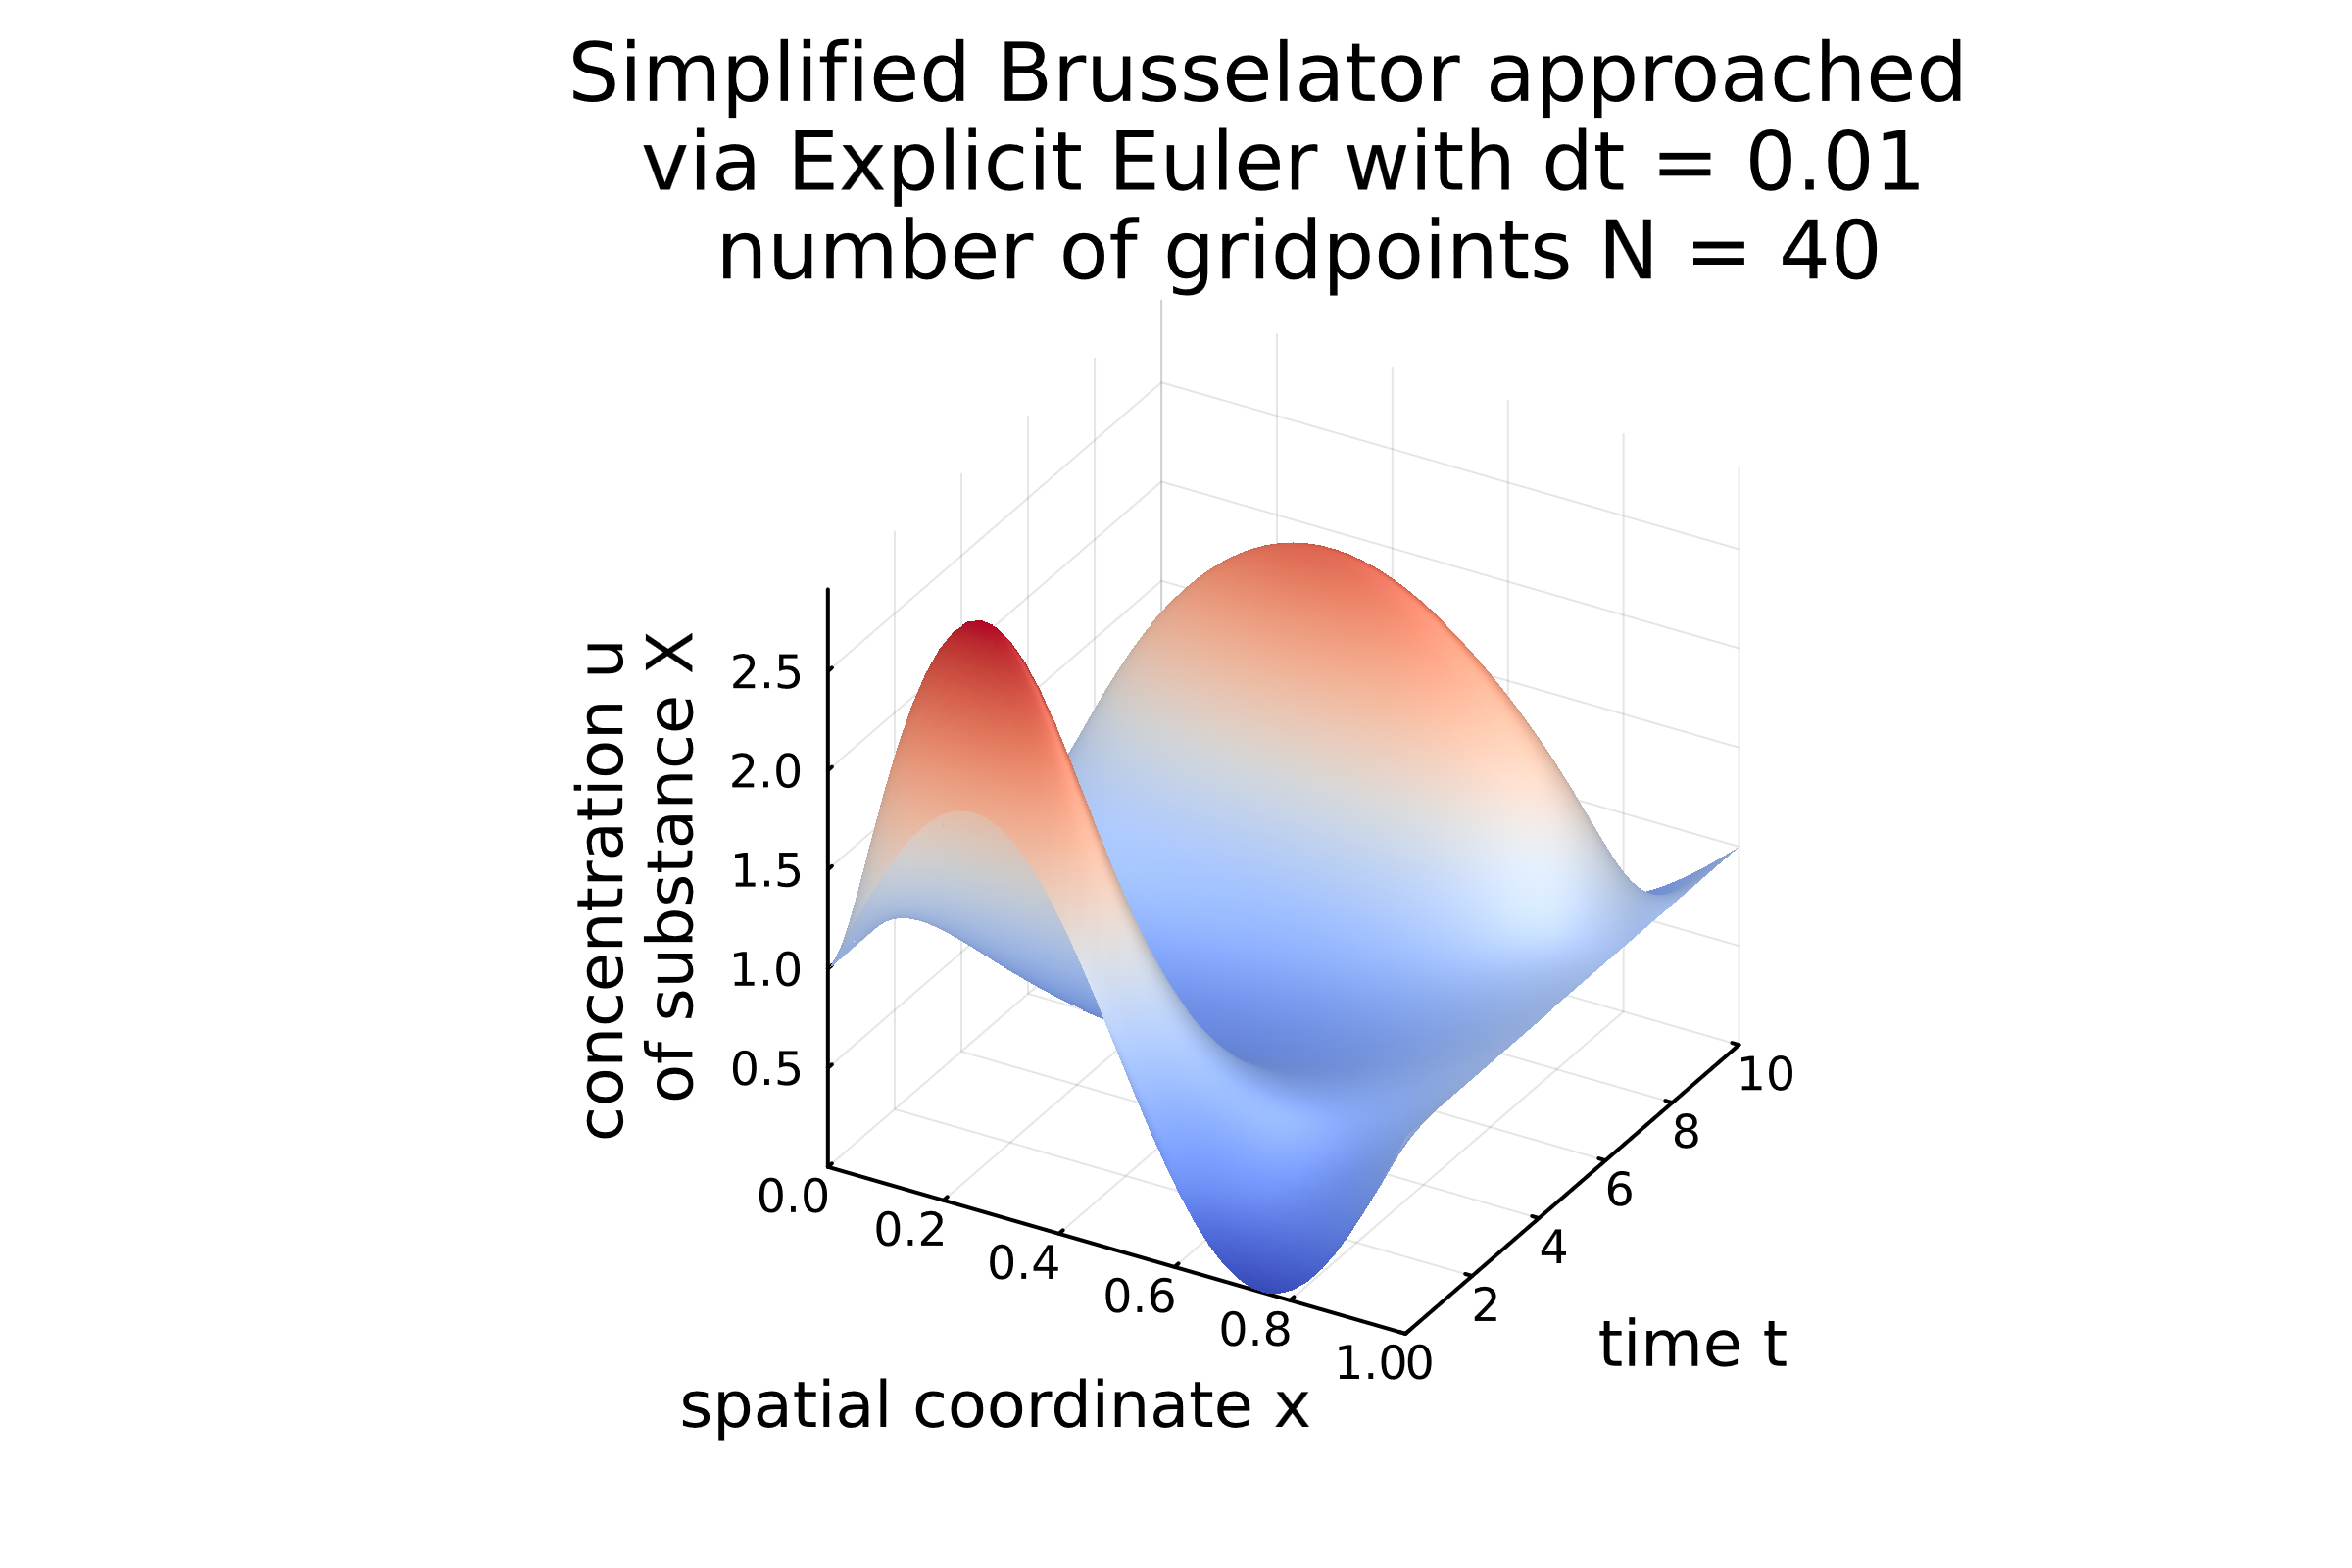 Simplified Brusselator approached
via Explicit Euler with dt = 0.01
number of gridpoints N = 40
concentration u
of substance X
2.5
2.0
1.5
1.0
0.5
0.0
0.2
0.4
0.6
0.8
1.00
2
4
6
8
10
spatial coordinate x
time t